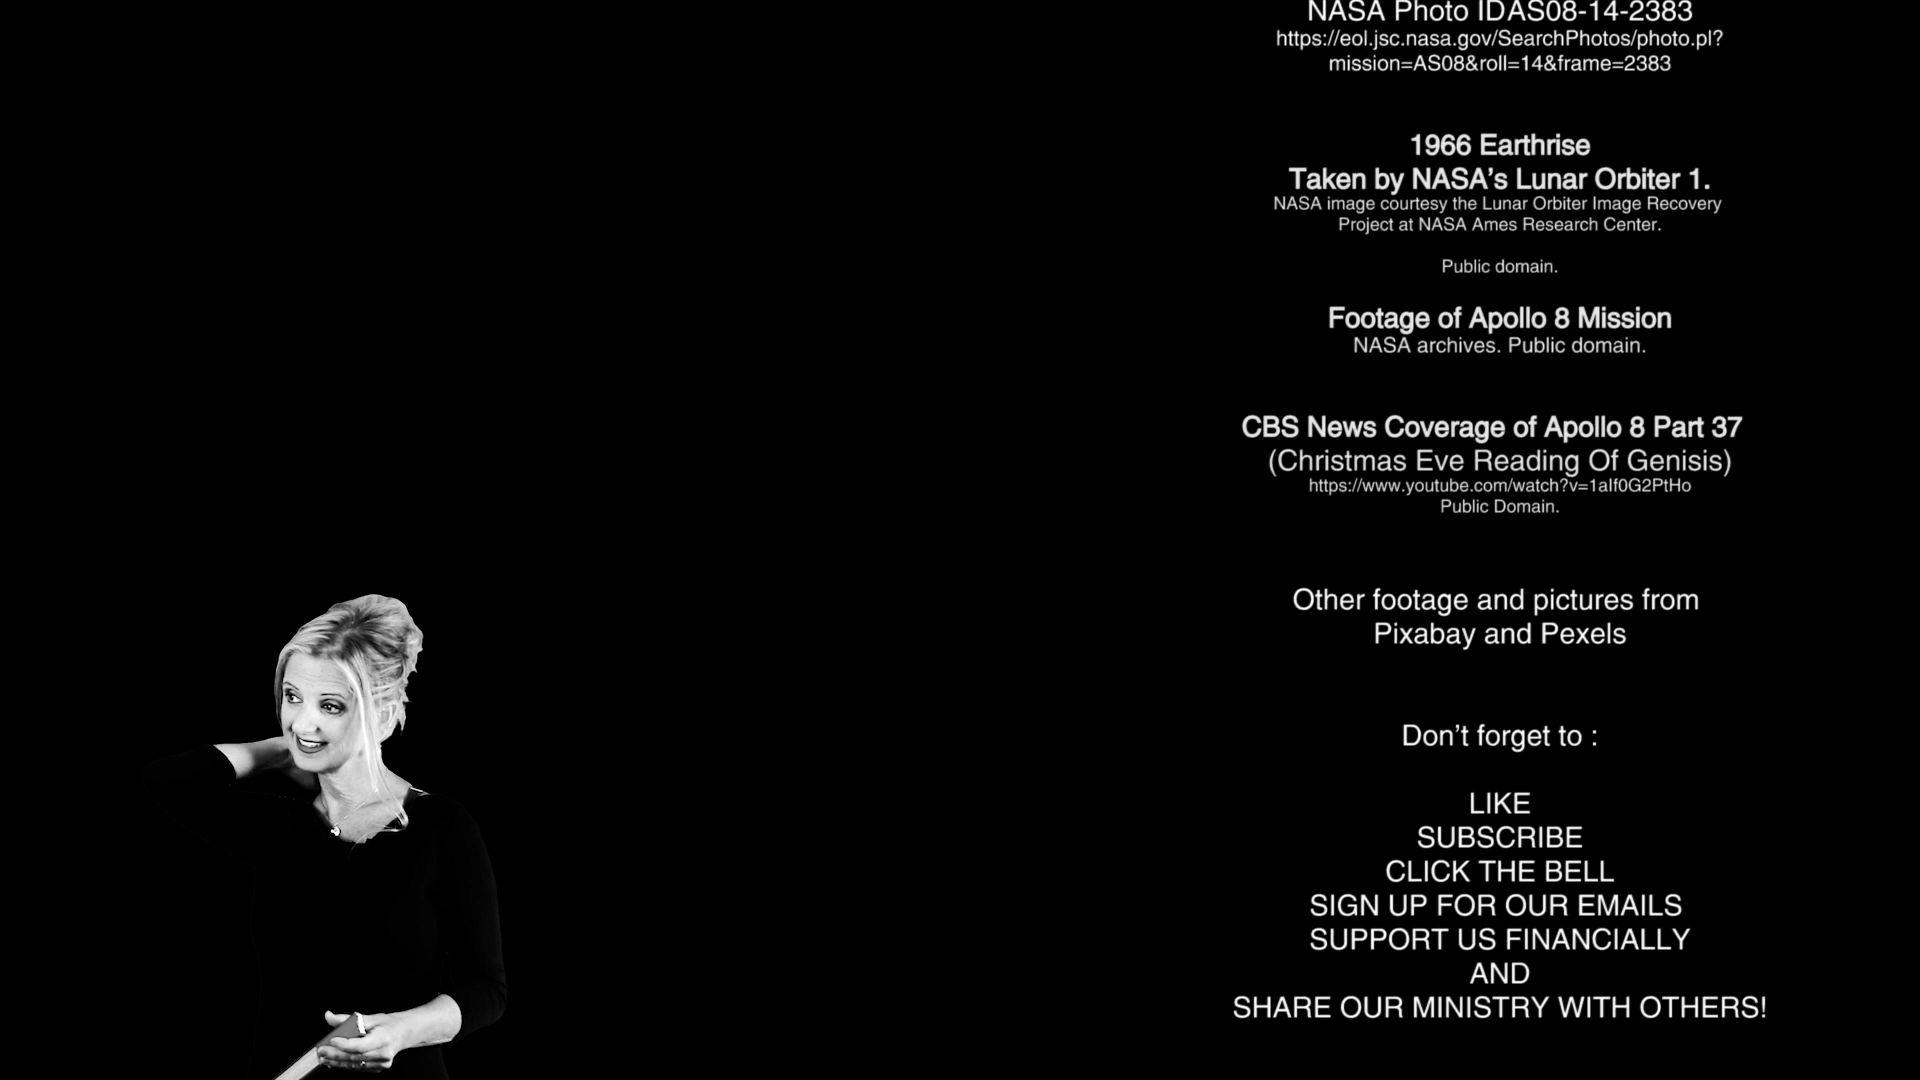 NASA Photo IDAS08-14-2383
https://eol.jsc.nasa.gov/SearchPhotos/photo.pl?
mission=AS08&roll=14&frame=2383
1966 Earthrise
Taken by NASA’s Lunar Orbiter 1.
NASA image courtesy the Lunar Orbiter Image Recovery
Project at NASA Ames Research Center.
Public domain.
Footage of Apollo 8 Mission
NASA archives. Public domain.
CBS News Coverage of Apollo 8 Part 37
(Christmas Eve Reading Of Genisis)
https://www.youtube.com/watch?v=1aIf0G2PtHo
Public Domain.
Other footage and pictures from
Pixabay and Pexels
Don’t forget to :
LIKE
SUBSCRIBE
CLICK THE BELL
SIGN UP FOR OUR EMAILS
SUPPORT US FINANCIALLY
AND
SHARE OUR MINISTRY WITH OTHERS!